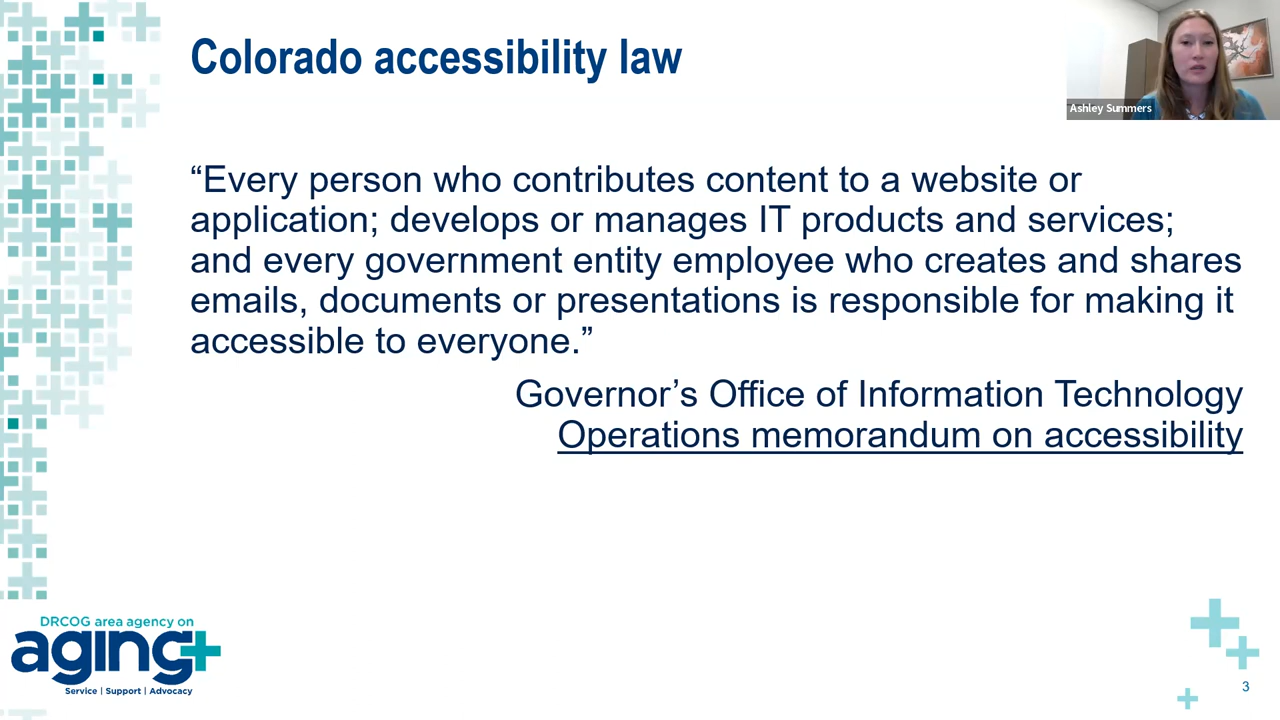 Colorado accessibility law
Ashley Summers
“Every person who contributes content to a website or
application; develops or manages IT products and services;
and every government entity employee who creates and shares
emails, documents or presentations is responsible for making it
accessible to everyone.”
Governor’s Office of Information Technology
Operations memorandum on accessibility
DRCOG area agency on
aging
Service | Support | Advocacy
3